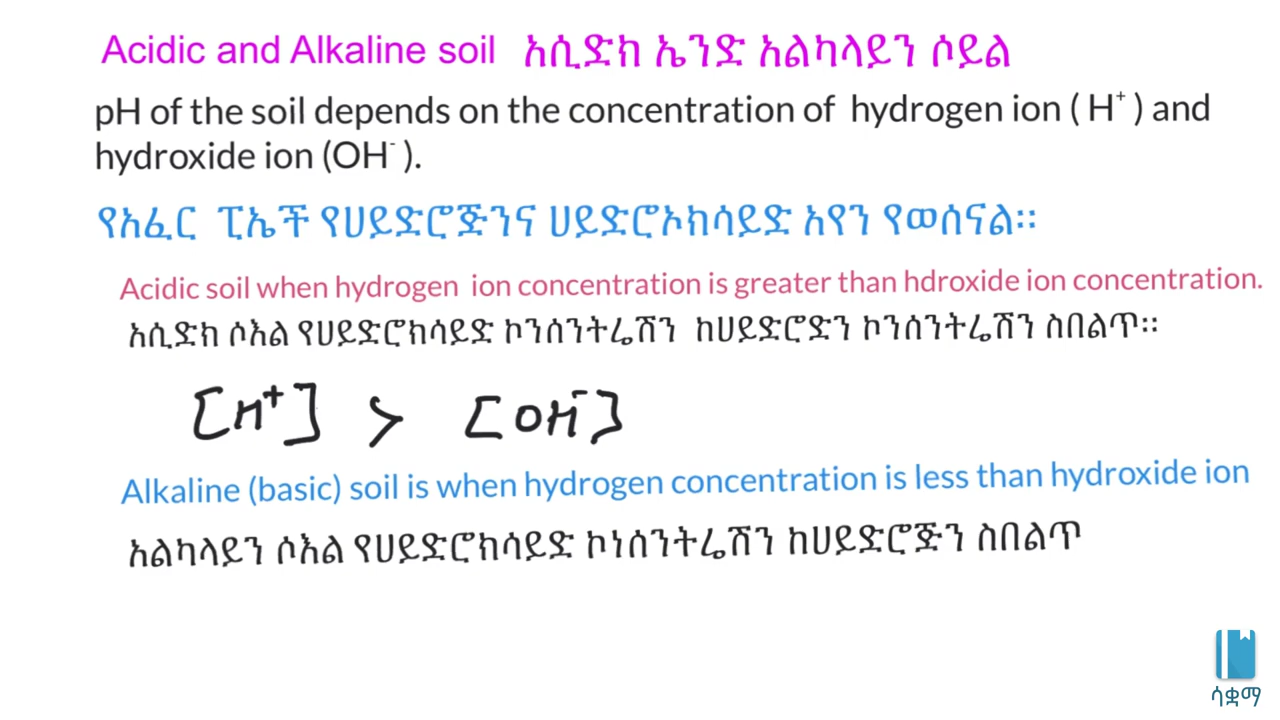 Acidic and Alkaline soil አሲድክ ኤንድ አልካላይን ሶይል
pH of the soil depends on the concentration of hydrogen ion ( H⁺ ) and
hydroxide ion (OH⁻ ).
የአፈር ፒኤች የሀይድሮጅንና ሀይድሮኦክሳይድ አየን የወሰናል፡፡
Acidic soil when hydrogen ion concentration is greater than hdroxide ion concentration.
አሲድክ ሶእል የሀይድሮክሳይድ ኮንሰንትሬሽን ከሀይድሮድን ኮንሰንትሬሽን ስበልጥ፡፡
[H⁺] > [OH⁻]
Alkaline (basic) soil is when hydrogen concentration is less than hydroxide ion
አልካላይን ሶእል የሀይድሮክሳይድ ኮነሰንትሬሽን ከሀይድሮጅን ስበልጥ
ሳቋማ